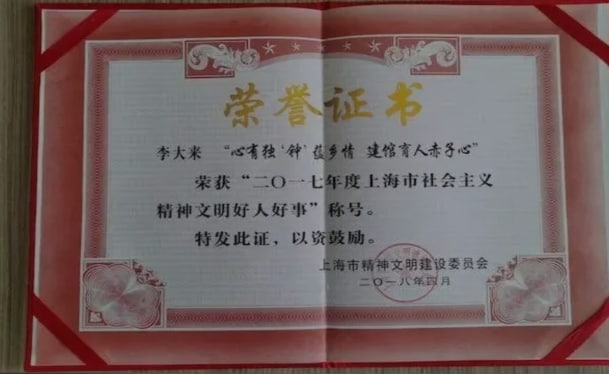 荣誉证书
李大来 “心有独‘钟’蕴乡情 建馆育人赤子心”
荣获“二〇一七年度上海市社会主义
精神文明好人好事”称号。
特发此证，以资鼓励。
上海市精神文明建设委员会
二〇一八年四月